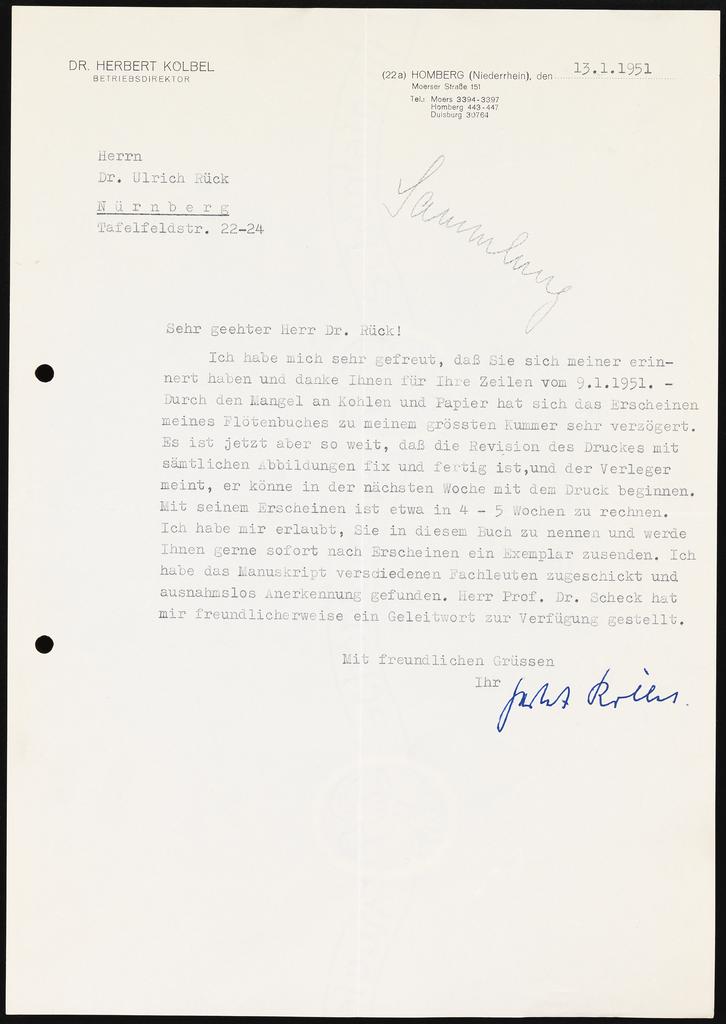 DR. HERBERT KÖLBEL
BETRIEBSDIREKTOR
(22a) HOMBERG (Niederrhein), den 13.1.1951
Moerser Straße 151
Tel.: Moers 3394-3397
Homberg 443-447
Duisburg 30764
Herrn
Dr. Ulrich Rück
N ü r n b e r g
Tafelfeldstr. 22-24
Sammlung
Sehr geehter Herr Dr. Rück!
Ich habe mich sehr gefreut, daß Sie sich meiner erin-
nert haben und danke Ihnen für Ihre Zeilen vom 9.1.1951. -
Durch den Mangel an Kohlen und Papier hat sich das Erscheinen
meines Flötenbuches zu meinem grössten Kummer sehr verzögert.
Es ist jetzt aber so weit, daß die Revision des Druckes mit
sämtlichen Abbildungen fix und fertig ist,und der Verleger
meint, er könne in der nächsten Woche mit dem Druck beginnen.
Mit seinem Erscheinen ist etwa in 4 - 5 Wochen zu rechnen.
Ich habe mir erlaubt, Sie in diesem Buch zu nennen und werde
Ihnen gerne sofort nach Erscheinen ein Exemplar zusenden. Ich
habe das Manuskript verschiedenen Fachleuten zugeschickt und
ausnahmslos Anerkennung gefunden. Herr Prof. Dr. Scheck hat
mir freundlicherweise ein Geleitwort zur Verfügung gestellt.
Mit freundlichen Grüssen
Ihr